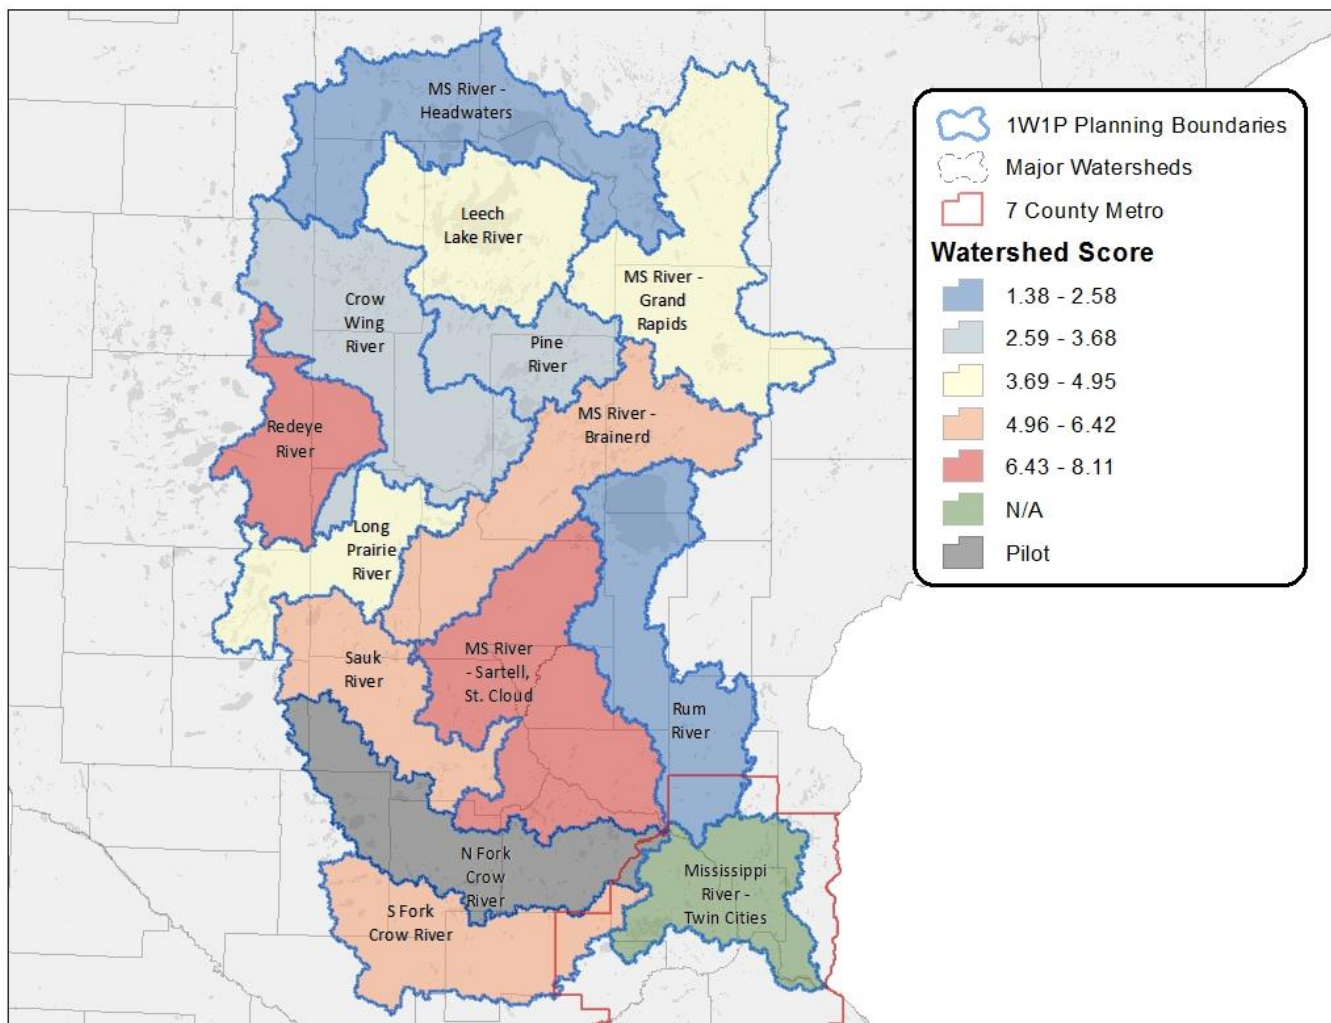 MS River -
Headwaters
Leech
Lake River
MS River -
Grand
Rapids
Crow
Wing
River
Pine
River
MS River -
Brainerd
Redeye
River
Long
Prairie
River
Sauk
River
MS River
- Sartell,
St. Cloud
Rum
River
N Fork
Crow
River
S Fork
Crow River
Mississippi
River -
Twin Cities
1W1P Planning Boundaries
Major Watersheds
7 County Metro
Watershed Score
1.38 - 2.58
2.59 - 3.68
3.69 - 4.95
4.96 - 6.42
6.43 - 8.11
N/A
Pilot